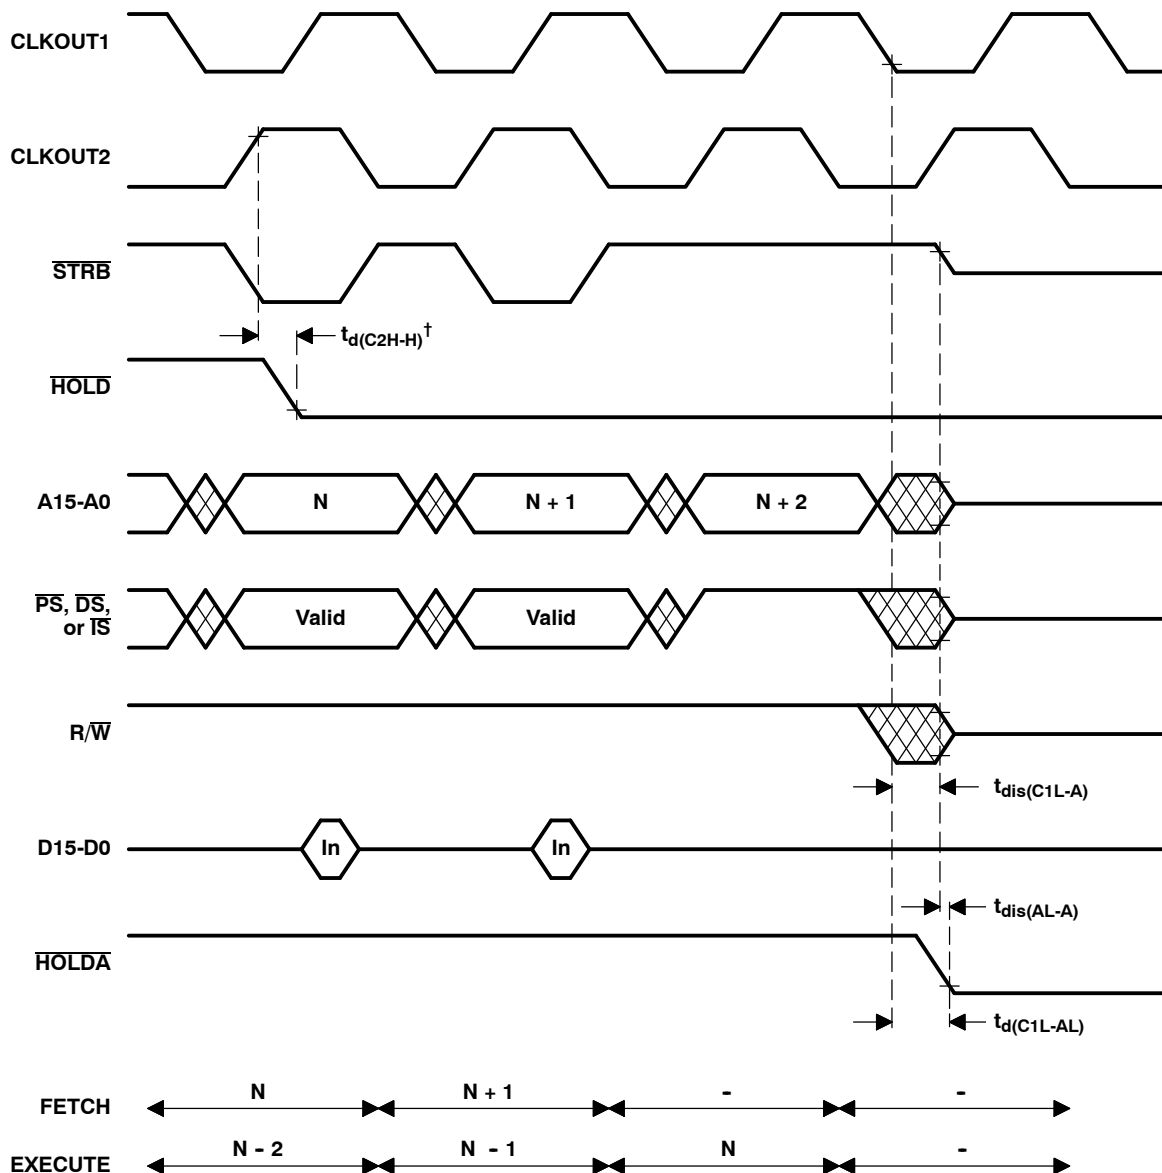 CLKOUT1
CLKOUT2
STRB
td(C2H-H)†
HOLD
A15-A0
N
N + 1
N + 2
PS, DS,
or IS
Valid
Valid
R/W
tdis(C1L-A)
D15-D0
In
In
tdis(AL-A)
HOLDA
td(C1L-AL)
FETCH
N
N + 1
-
-
EXECUTE
N - 2
N - 1
N
-